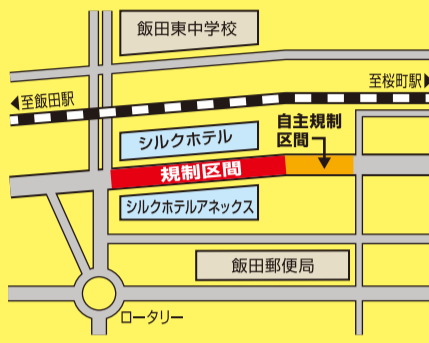 飯田東中学校
至桜町駅
至飯田駅
自主規制
区間
シルクホテル
規制区間
シルクホテルアネックス
飯田郵便局
ロータリー